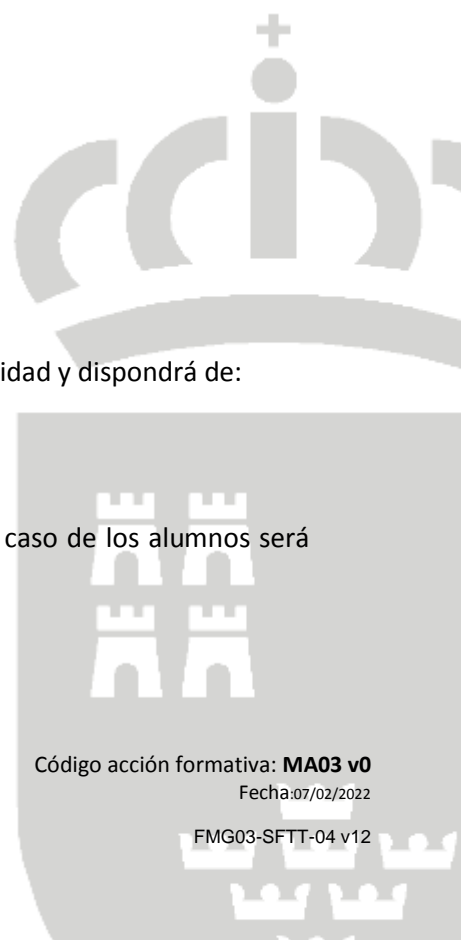 idad y dispondrá de:
caso de los alumnos será
Código acción formativa: MA03 v0
Fecha:07/02/2022
FMG03-SFTT-04 v12